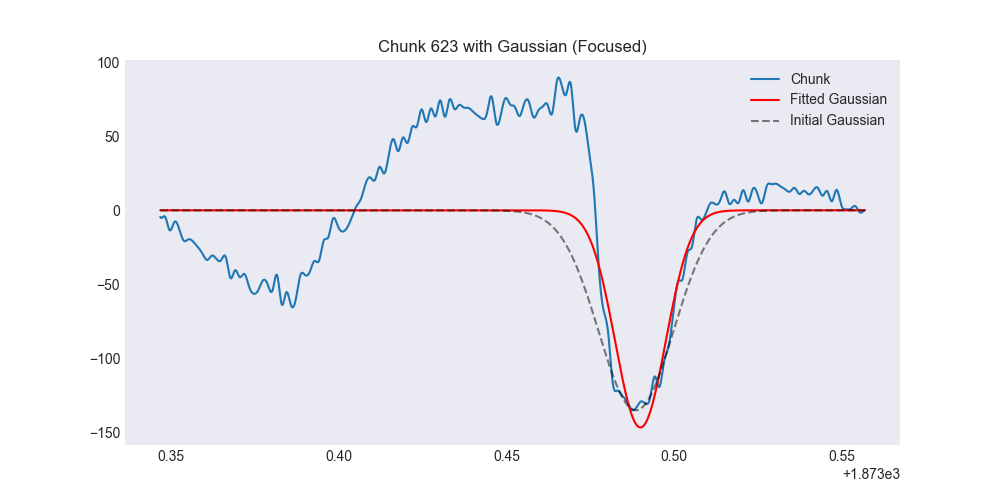 Chunk 623 with Gaussian (Focused)
100
50
0
−50
−100
−150
Chunk
Fitted Gaussian
Initial Gaussian
0.35 0.40 0.45 0.50 0.55
+1.873e3